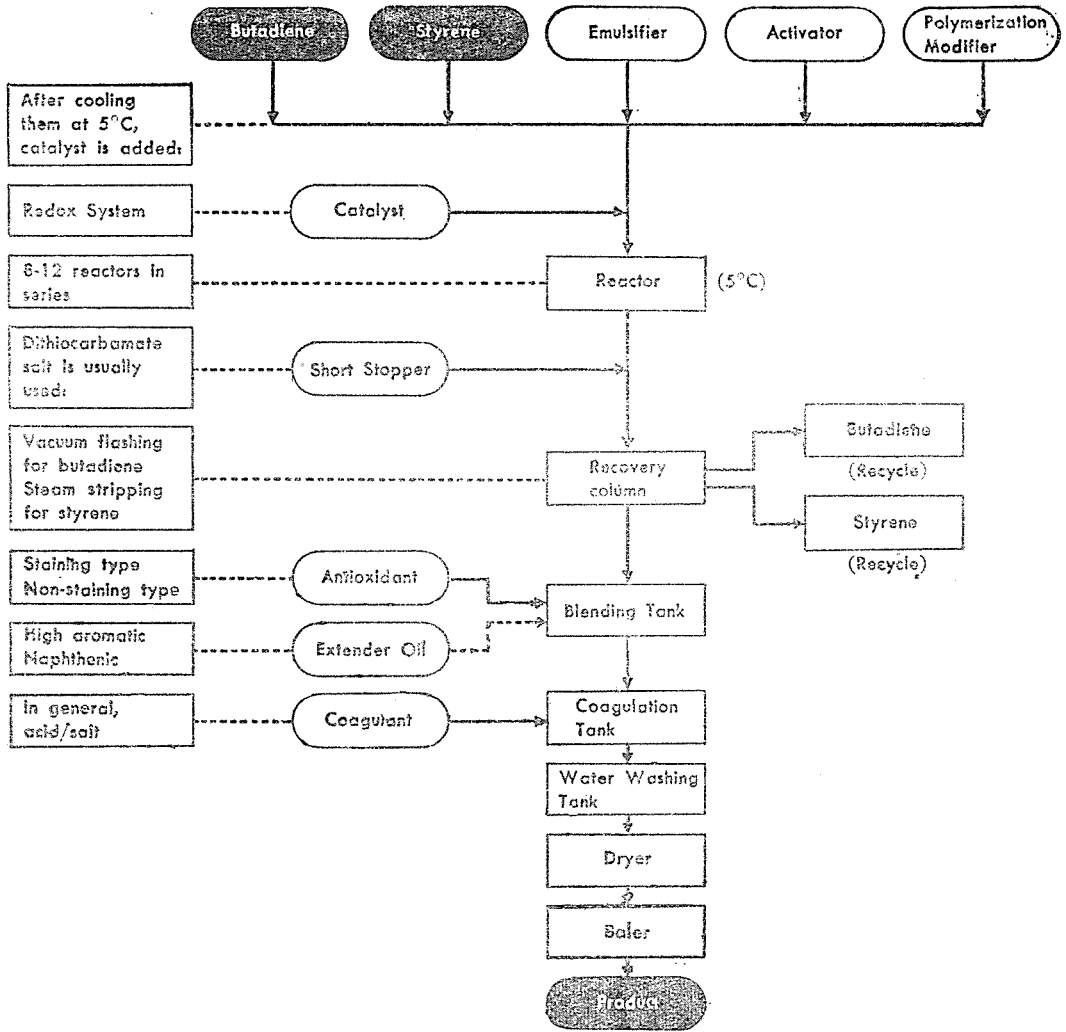 Butadiene
Styrene
Emulsifier
Activator
Polymerization
Modifier
After cooling
them at 5°C,
catalyst is added:
Redox System
Catalyst
8-12 reactors in
series
Reactor
(5°C)
Dithiocarbamate
salt is usually
used:
Short Stopper
Vacuum flashing
for butadiene
Steam stripping
for styrene
Recovery
column
Butadiene
(Recycle)
Styrene
(Recycle)
Staining type
Non-staining type
Antioxidant
Blending Tank
High aromatic
Naphthenic
Extender Oil
In general,
acid/salt
Coagulant
Coagulation
Tank
Water Washing
Tank
Dryer
Baler
Product